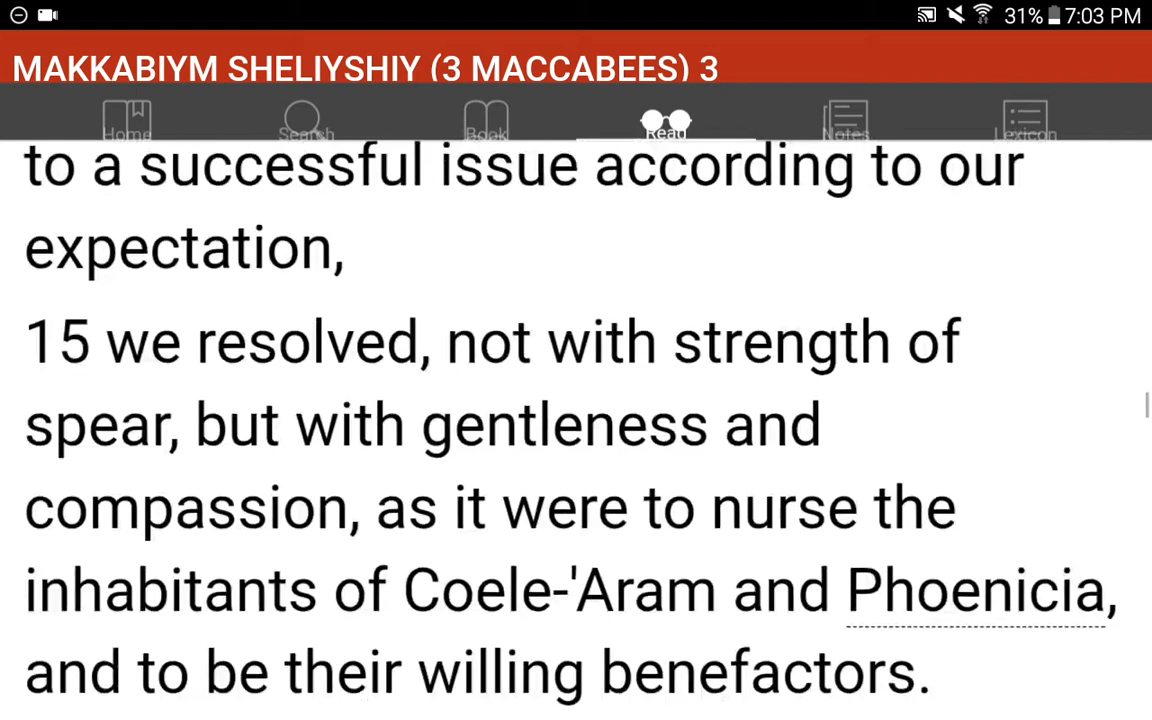 31% 7:03 PM
MAKKABIYM SHELIYSHIY (3 MACCABEES) 3
Home Search Book Read Notes Lexicon
to a successful issue according to our
expectation,
15 we resolved, not with strength of
spear, but with gentleness and
compassion, as it were to nurse the
inhabitants of Coele-'Aram and Phoenicia,
and to be their willing benefactors.